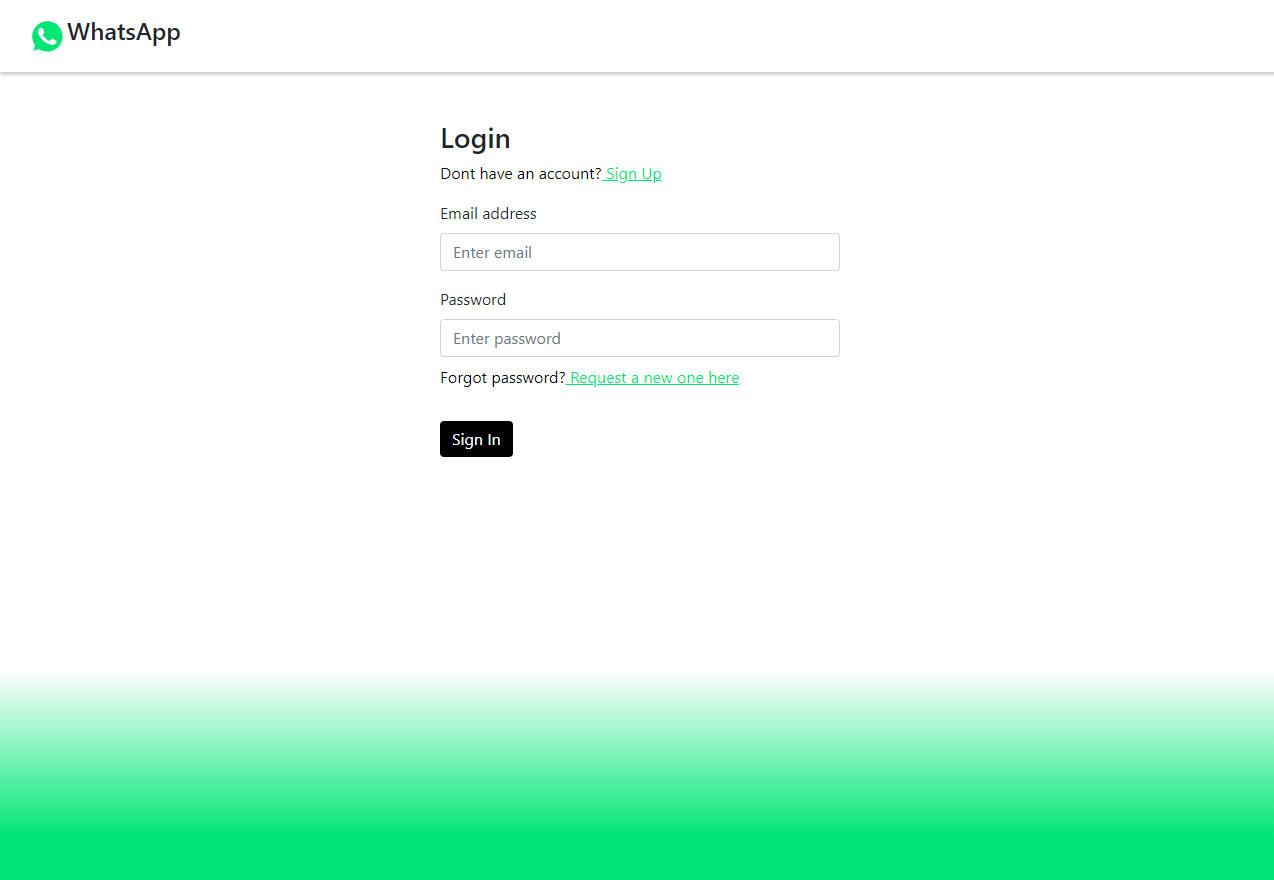 WhatsApp
Login
Dont have an account? Sign Up
Email address
Enter email
Password
Enter password
Forgot password? Request a new one here
Sign In